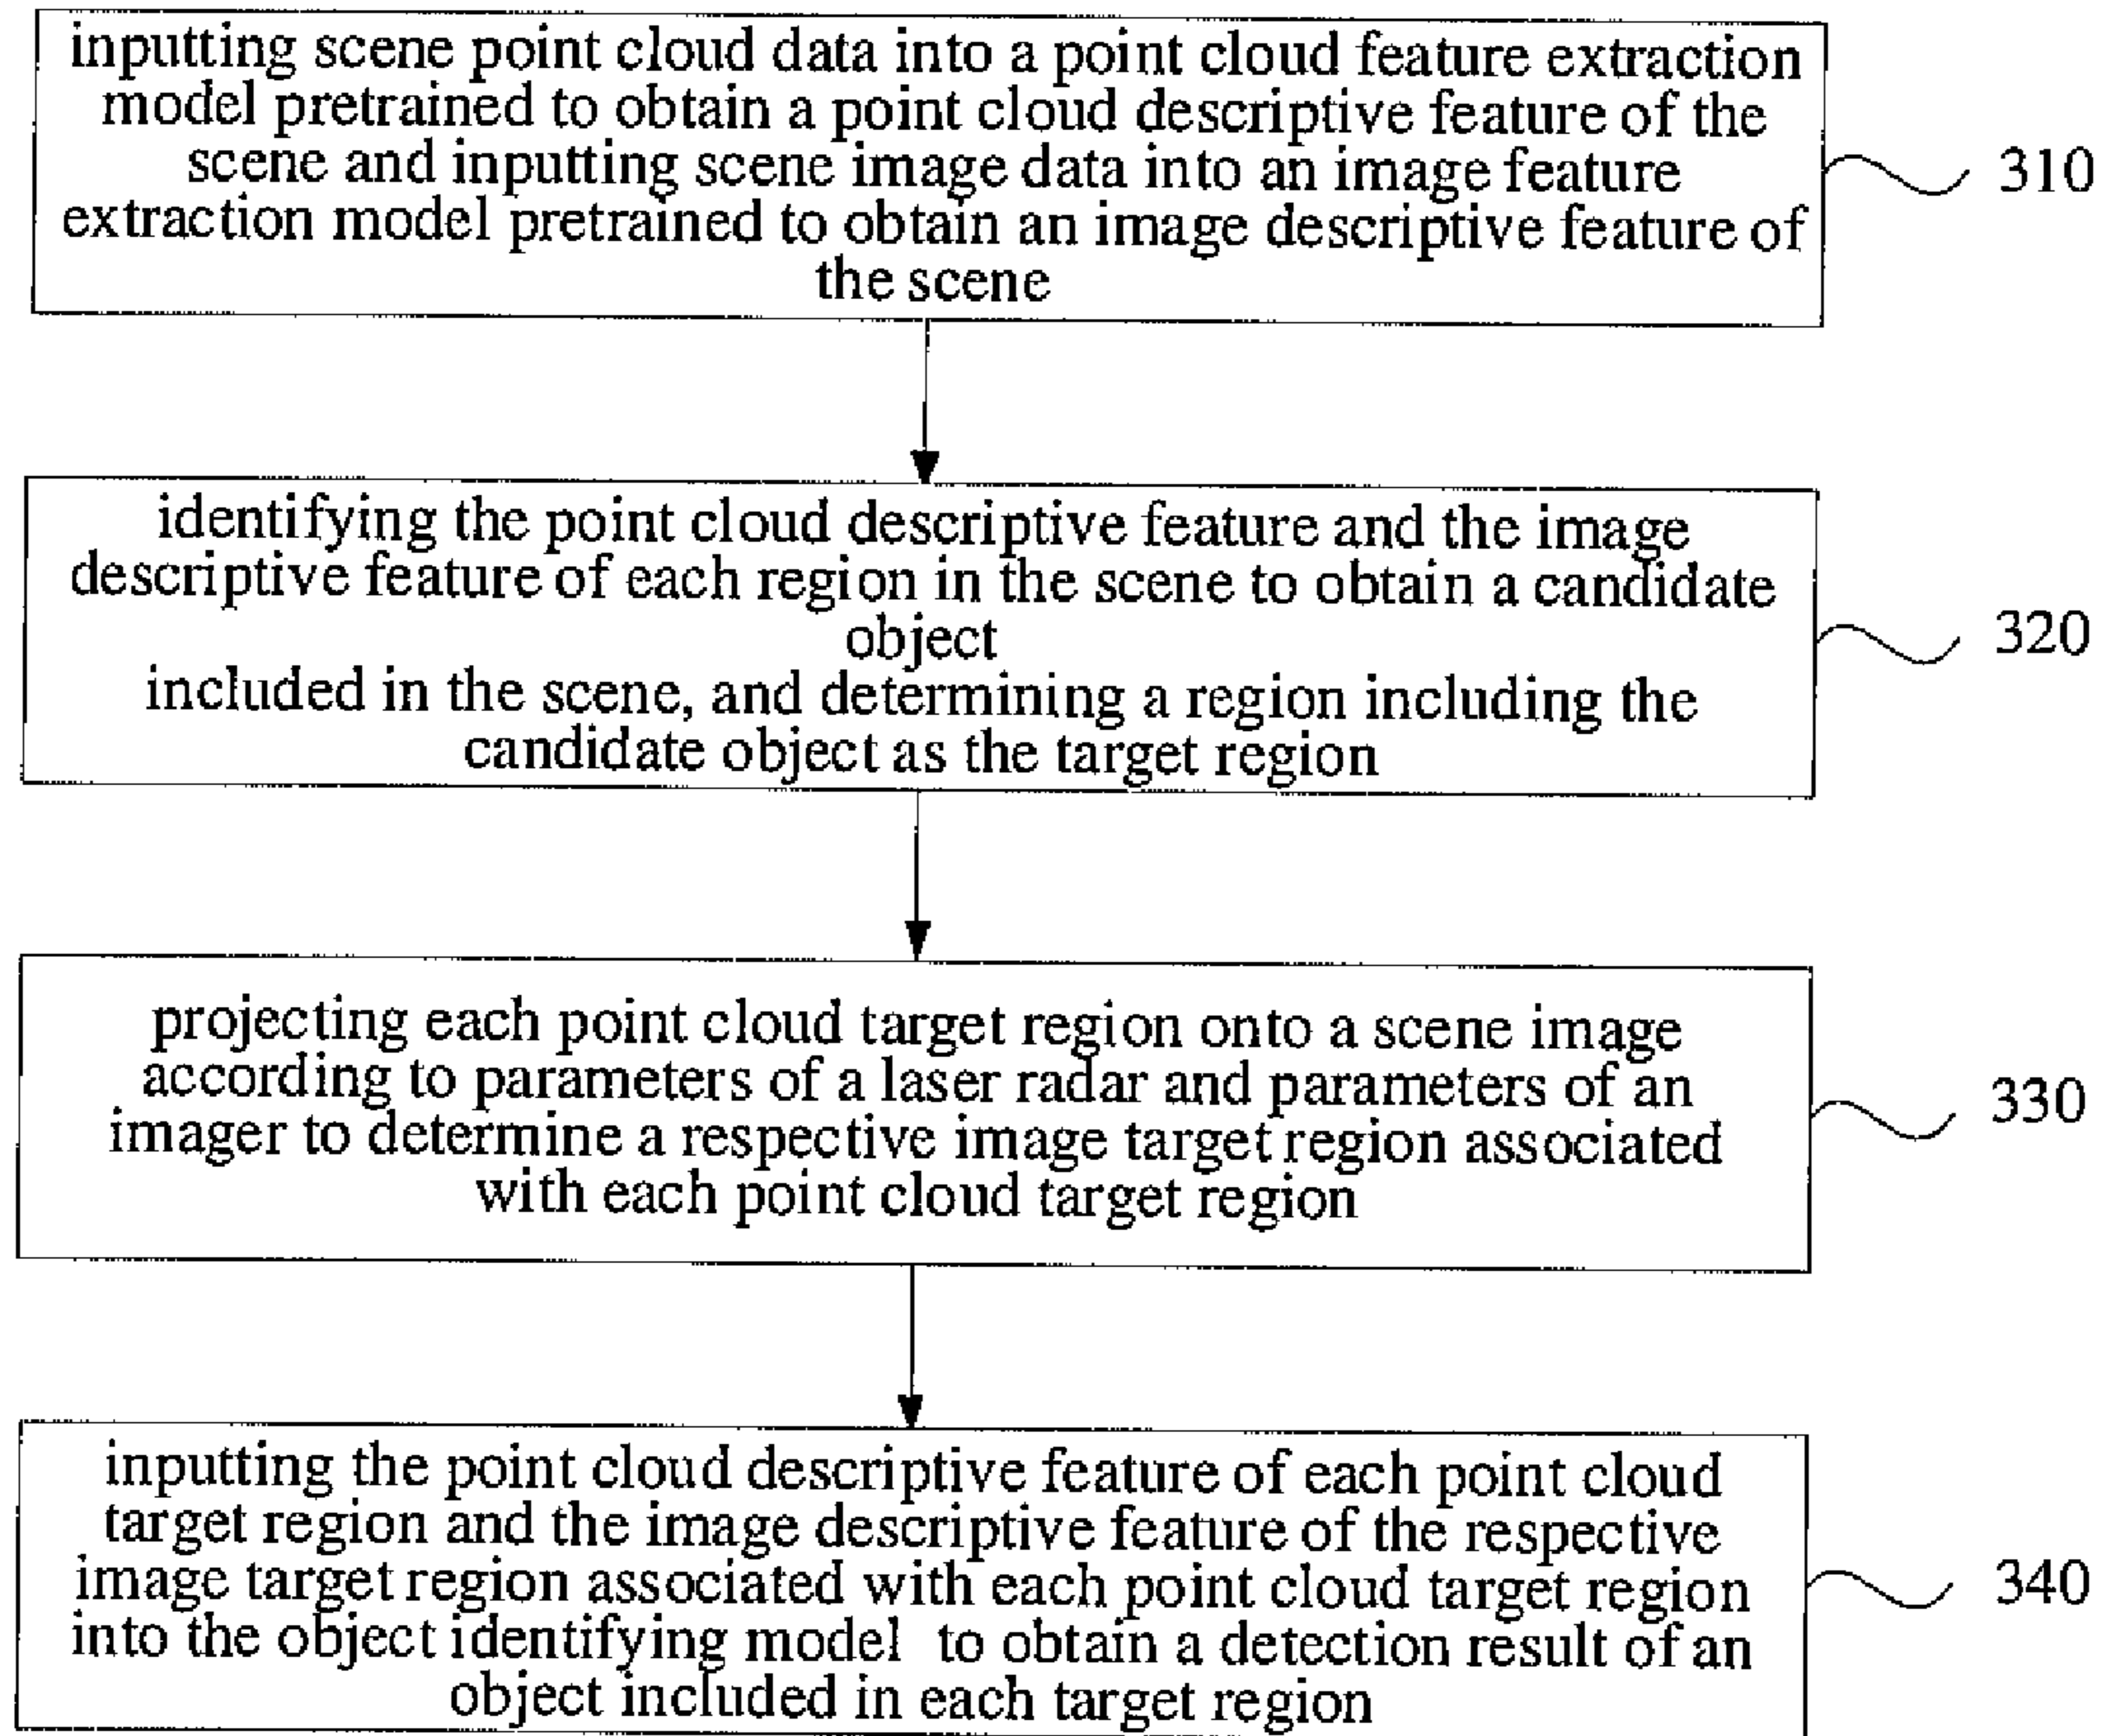 inputting scene point cloud data into a point cloud feature extraction
model pretrained to obtain a point cloud descriptive feature of the
scene and inputting scene image data into an image feature
extraction model pretrained to obtain an image descriptive feature of
the scene
310
identifying the point cloud descriptive feature and the image
descriptive feature of each region in the scene to obtain a candidate
object
included in the scene, and determining a region including the
candidate object as the target region
320
projecting each point cloud target region onto a scene image
according to parameters of a laser radar and parameters of an
imager to determine a respective image target region associated
with each point cloud target region
330
inputting the point cloud descriptive feature of each point cloud
target region and the image descriptive feature of the respective
image target region associated with each point cloud target region
into the object identifying model to obtain a detection result of an
object included in each target region
340